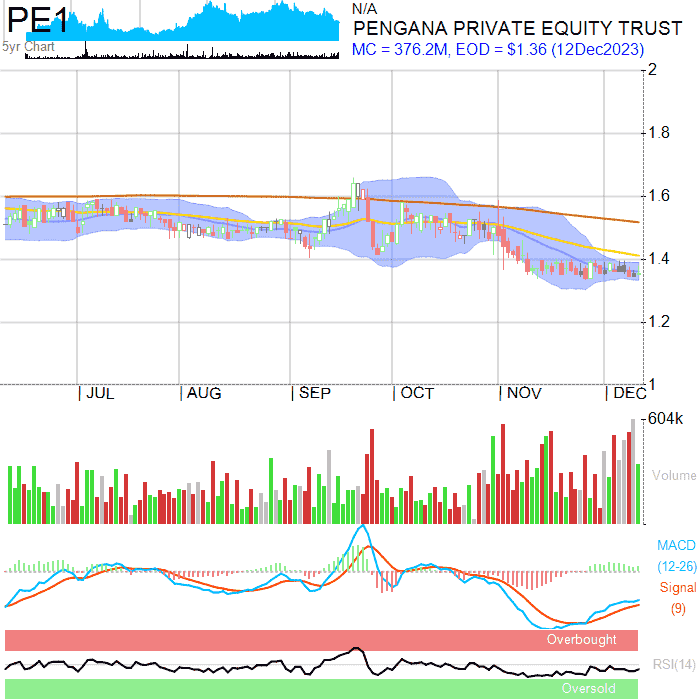 PE1
5yr Chart
N/A
PENGANA PRIVATE EQUITY TRUST
MC = 376.2M, EOD = $1.36 (12Dec2023)
2
1.8
1.6
1.4
1.2
1
JUL AUG SEP OCT NOV DEC
604k
Volume
MACD
(12-26)
Signal
(9)
Overbought
RSI(14)
Oversold